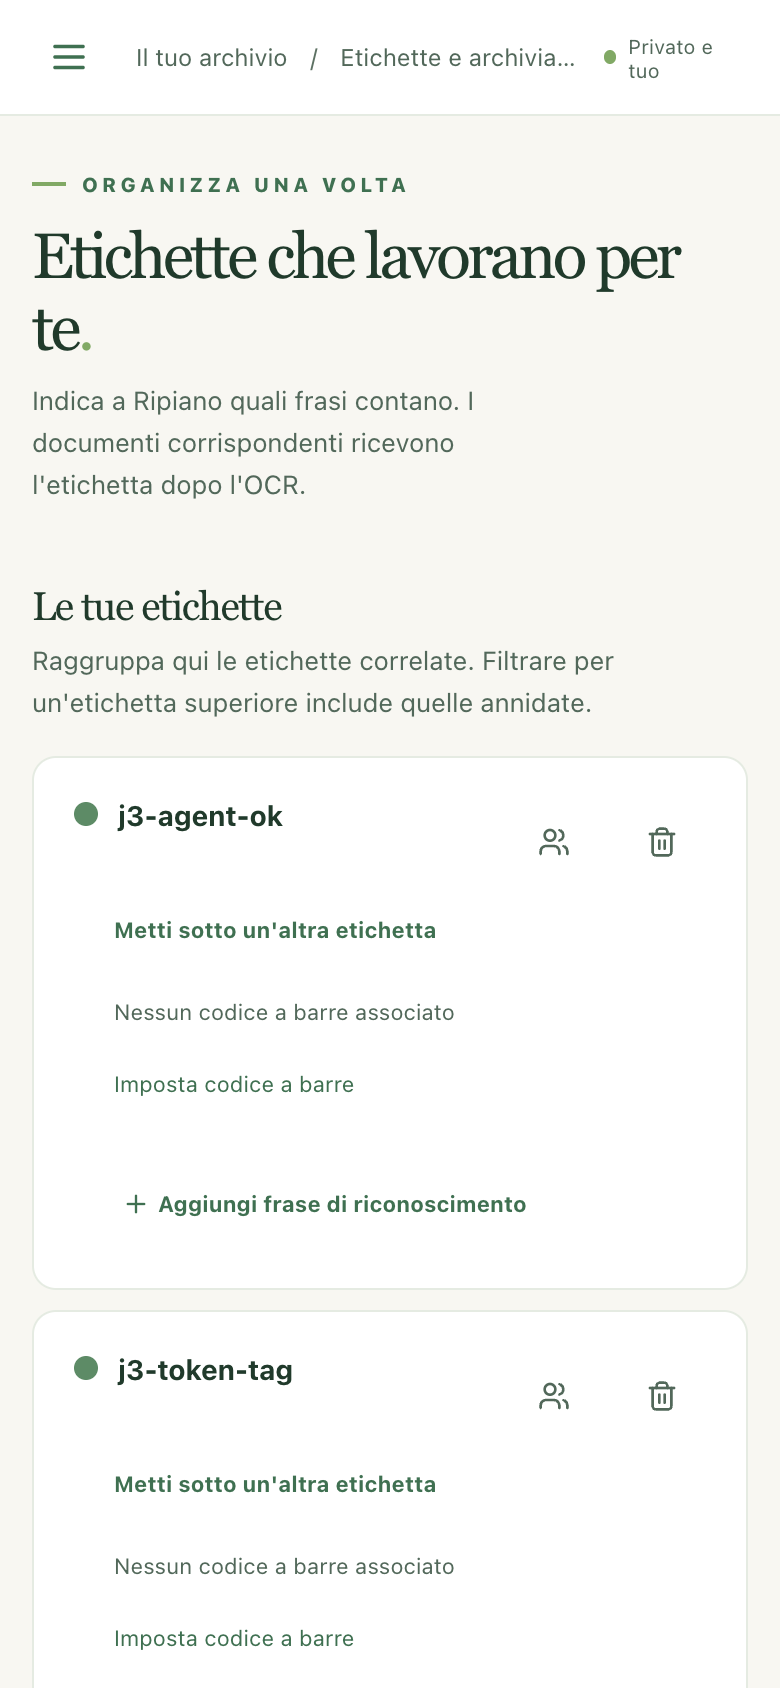 Il tuo archivio / Etichette e archivia... Privato e
tuo
ORGANIZZA UNA VOLTA
Etichette che lavorano per
te.
Indica a Ripiano quali frasi contano. I
documenti corrispondenti ricevono
l'etichetta dopo l'OCR.
Le tue etichette
Raggruppa qui le etichette correlate. Filtrare per
un'etichetta superiore include quelle annidate.
j3-agent-ok
Metti sotto un'altra etichetta
Nessun codice a barre associato
Imposta codice a barre
+ Aggiungi frase di riconoscimento
j3-token-tag
Metti sotto un'altra etichetta
Nessun codice a barre associato
Imposta codice a barre